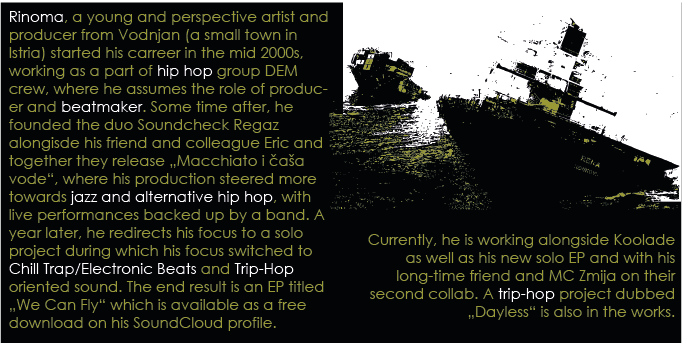 Rinoma, a young and perspective artist and
producer from Vodnjan (a small town in
Istria) started his carreer in the mid 2000s,
working as a part of hip hop group DEM
crew, where he assumes the role of produc-
er and beatmaker. Some time after, he
founded the duo Soundcheck Regaz
alongisde his friend and colleague Eric and
together they release „Macchiato i čaša
vode“, where his production steered more
towards jazz and alternative hip hop, with
live performances backed up by a band. A
year later, he redirects his focus to a solo
project during which his focus switched to
Chill Trap/Electronic Beats and Trip-Hop
oriented sound. The end result is an EP titled
„We Can Fly“ which is available as a free
download on his SoundCloud profile.
Currently, he is working alongside Koolade
as well as his new solo EP and with his
long-time friend and MC Zmija on their
second collab. A trip-hop project dubbed
„Dayless“ is also in the works.